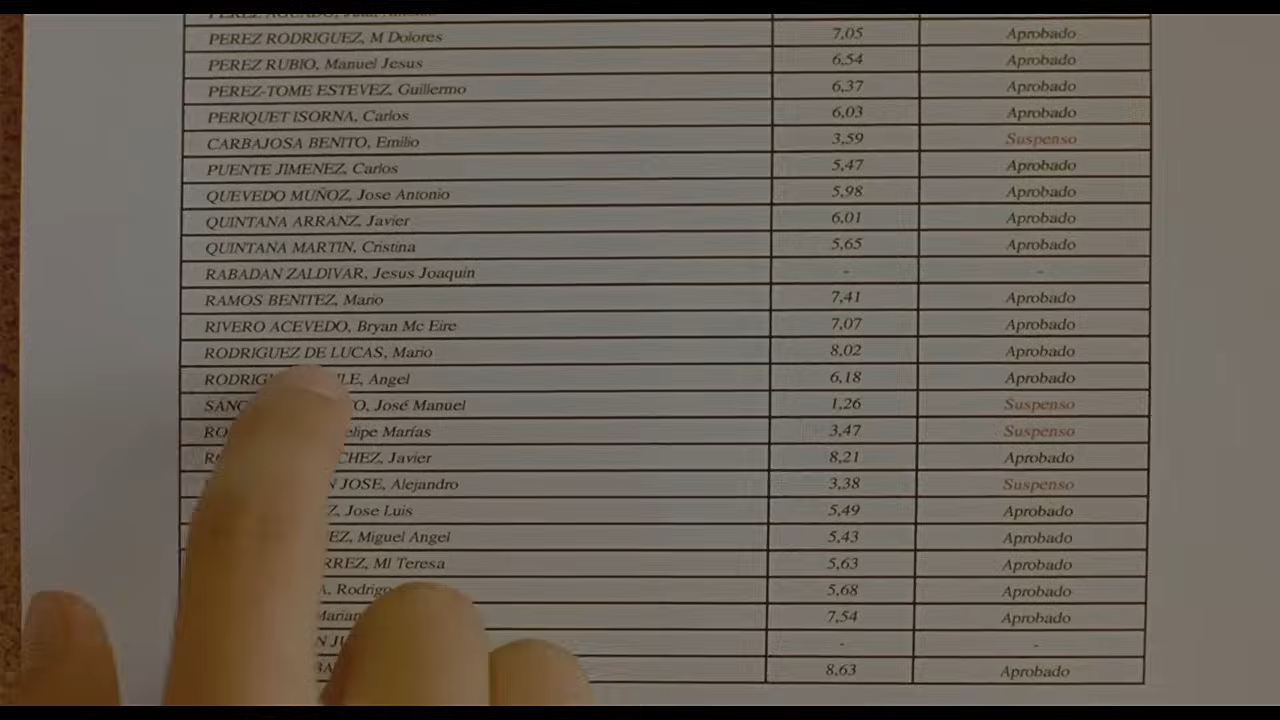 PEREZ AGUADO,
PEREZ RODRIGUEZ, M Dolores 7,05 Aprobado
PEREZ RUBIO, Manuel Jesus 6,54 Aprobado
PEREZ-TOME ESTEVEZ, Guillermo 6,37 Aprobado
PERIQUET ISORNA, Carlos 6,03 Aprobado
CARBAJOSA BENITO, Emilio 3,59 Suspenso
PUENTE JIMENEZ, Carlos 5,47 Aprobado
QUEVEDO MUÑOZ, Jose Antonio 5,98 Aprobado
QUINTANA ARRANZ, Javier 6,01 Aprobado
QUINTANA MARTIN, Cristina 5,65 Aprobado
RABADAN ZALDIVAR, Jesus Joaquin - -
RAMOS BENITEZ, Mario 7,41 Aprobado
RIVERO ACEVEDO, Bryan Mc Eire 7,07 Aprobado
RODRIGUEZ DE LUCAS, Mario 8,02 Aprobado
Angel 6,18 Aprobado
José Manuel 1,26 Suspenso
Marías 3,47 Suspenso
Javier 8,21 Aprobado
JOSE, Alejandro 3,38 Suspenso
Jose Luis 5,49 Aprobado
Miguel Angel 5,43 Aprobado
Teresa 5,63 Aprobado
Rodrigo 5,68 Aprobado
7,54 Aprobado
- -
8,63 Aprobado